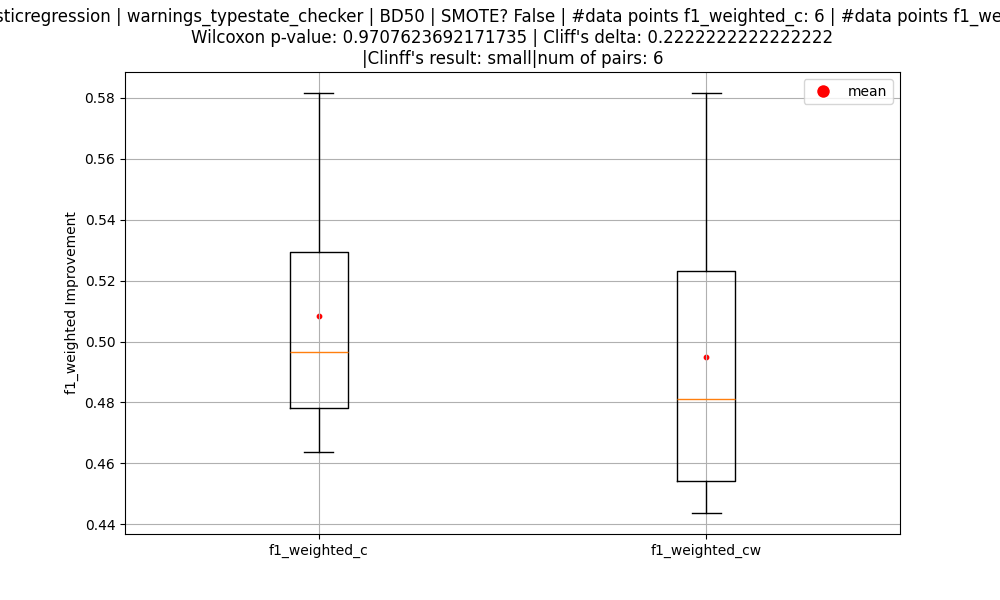 sticregression | warnings_typestate_checker | BD50 | SMOTE? False | #data points f1_weighted_c: 6 | #data points f1_we
Wilcoxon p-value: 0.9707623692171735 | Cliff's delta: 0.2222222222222222
|Clinff's result: small|num of pairs: 6
mean
0.58
0.56
0.54
0.52
0.50
0.48
0.46
0.44
f1_weighted Improvement
f1_weighted_c
f1_weighted_cw